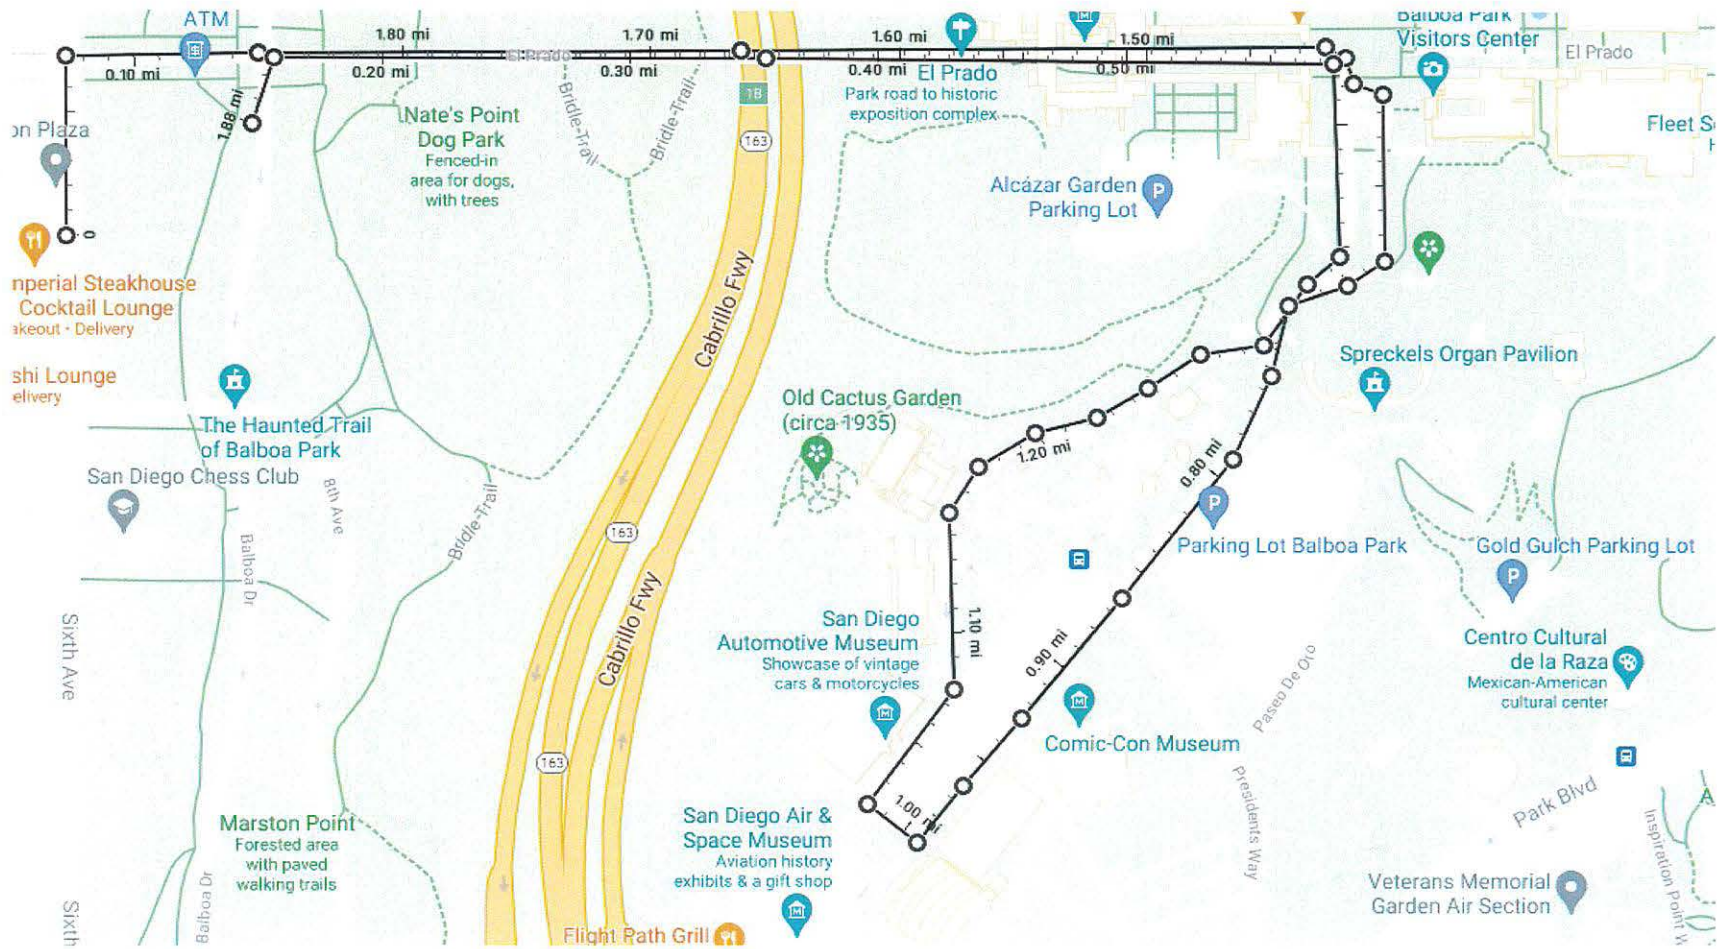 ATM
1.80 mi
1.70 mi
1.60 mi
1.50 mi
Balboa Park
Visitors Center
El Prado
El Prado
0.10 mi
0.20 mi
0.30 mi
0.40 mi
0.50 mi
El Prado
Park road to historic
exposition complex
1B
163
1.88 mi
on Plaza
Nate's Point
Dog Park
Fenced-in
area for dogs,
with trees
Bridle-Trail
Bridle-Trail
Fleet S
H
Alcázar Garden
Parking Lot
P
0
mperial Steakhouse
Cocktail Lounge
akeout · Delivery
Cabrillo Fwy
shi Lounge
elivery
The Haunted Trail
of Balboa Park
San Diego Chess Club
8th Ave
Bridle-Trail
Balboa Dr
Old Cactus Garden
(circa 1935)
Spreckels Organ Pavilion
1.20 mi
0.80 mi
P
Parking Lot Balboa Park
Gold Gulch Parking Lot
P
163
Cabrillo Fwy
Sixth Ave
San Diego
Automotive Museum
Showcase of vintage
cars & motorcycles
1.10 mi
0.90 mi
Comic-Con Museum
Paseo De Oro
Centro Cultural
de la Raza
Mexican-American
cultural center
163
Marston Point
Forested area
with paved
walking trails
San Diego Air &
Space Museum
Aviation history
exhibits & a gift shop
1.00 mi
Presidents Way
Park Blvd
A
Inspiration Point W
Veterans Memorial
Garden Air Section
Sixth
Balboa Dr
Flight Path Grill